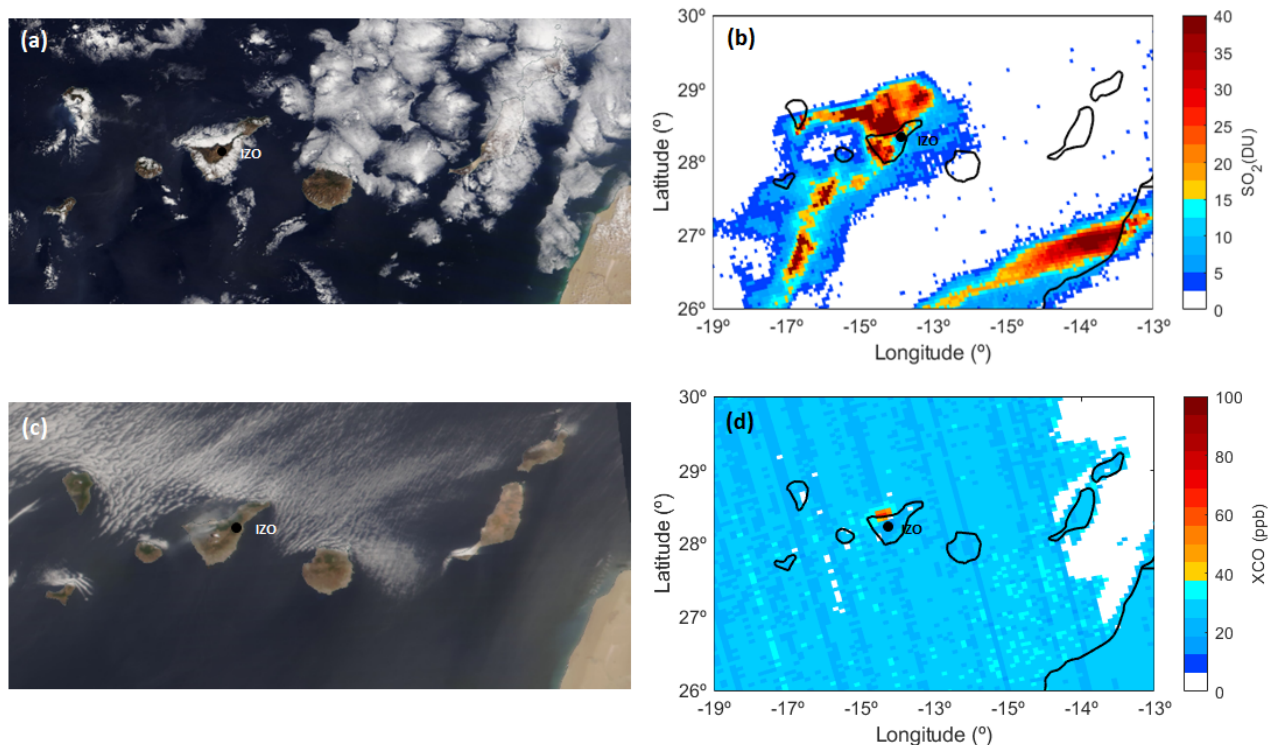 (a)
IZO
(b)
30º
29º
28º
27º
26º
-19º
-17º
-16º
-15º
-13º
-14º
-13º
Latitude (º)
Longitude (º)
IZO
40
35
30
25
20
15
10
5
0
SO2(DU)
(c)
IZO
(d)
30º
29º
28º
27º
26º
-19º
-17º
-16º
-15º
-13º
-14º
-13º
Latitude (º)
Longitude (º)
IZO
100
80
60
40
20
0
XCO (ppb)